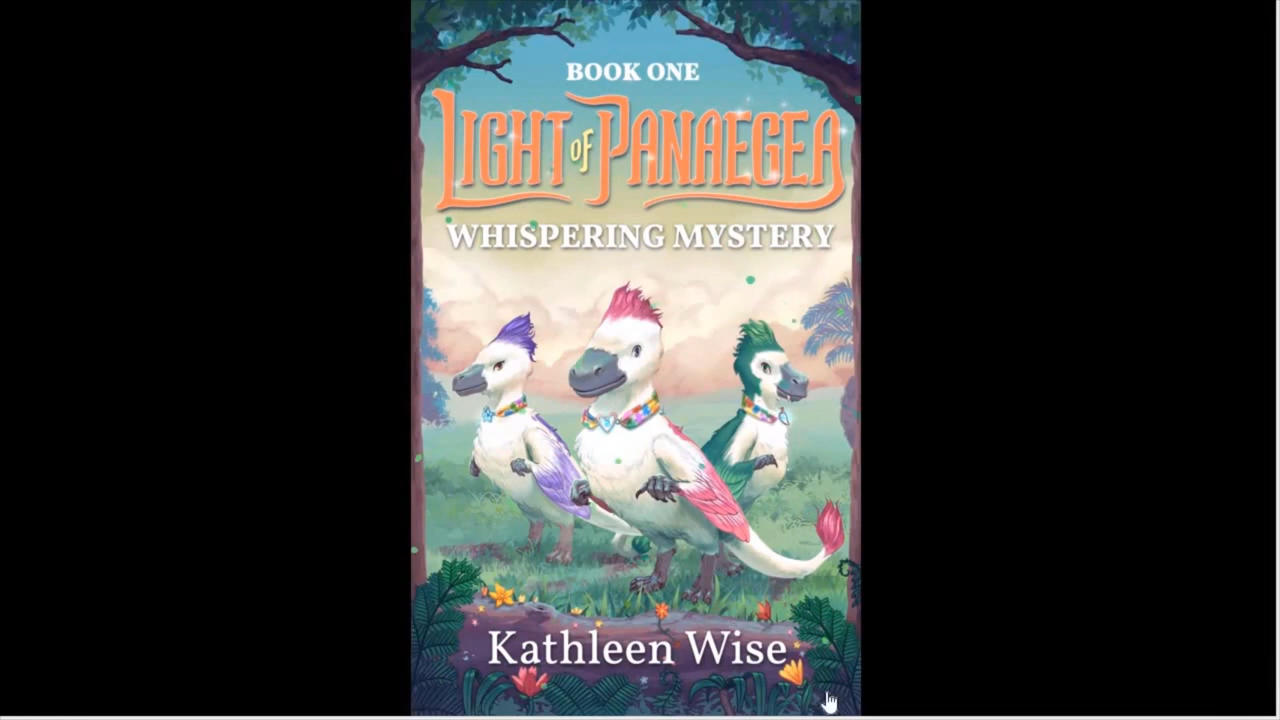 BOOK ONE
LIGHT OF PANAEGEA
WHISPERING MYSTERY
Kathleen Wise